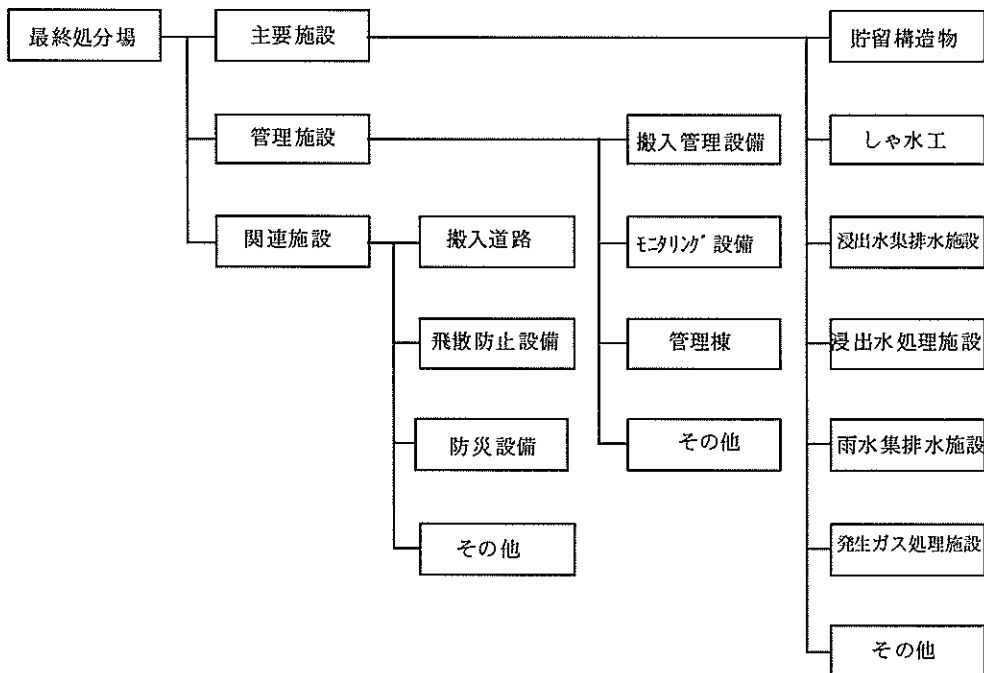 最終処分場
主要施設
貯留構造物
管理施設
搬入管理設備
しゃ水工
関連施設
搬入道路
モニタリング設備
浸出水集排水施設
飛散防止設備
管理棟
浸出水処理施設
防災設備
その他
雨水集排水施設
その他
発生ガス処理施設
その他